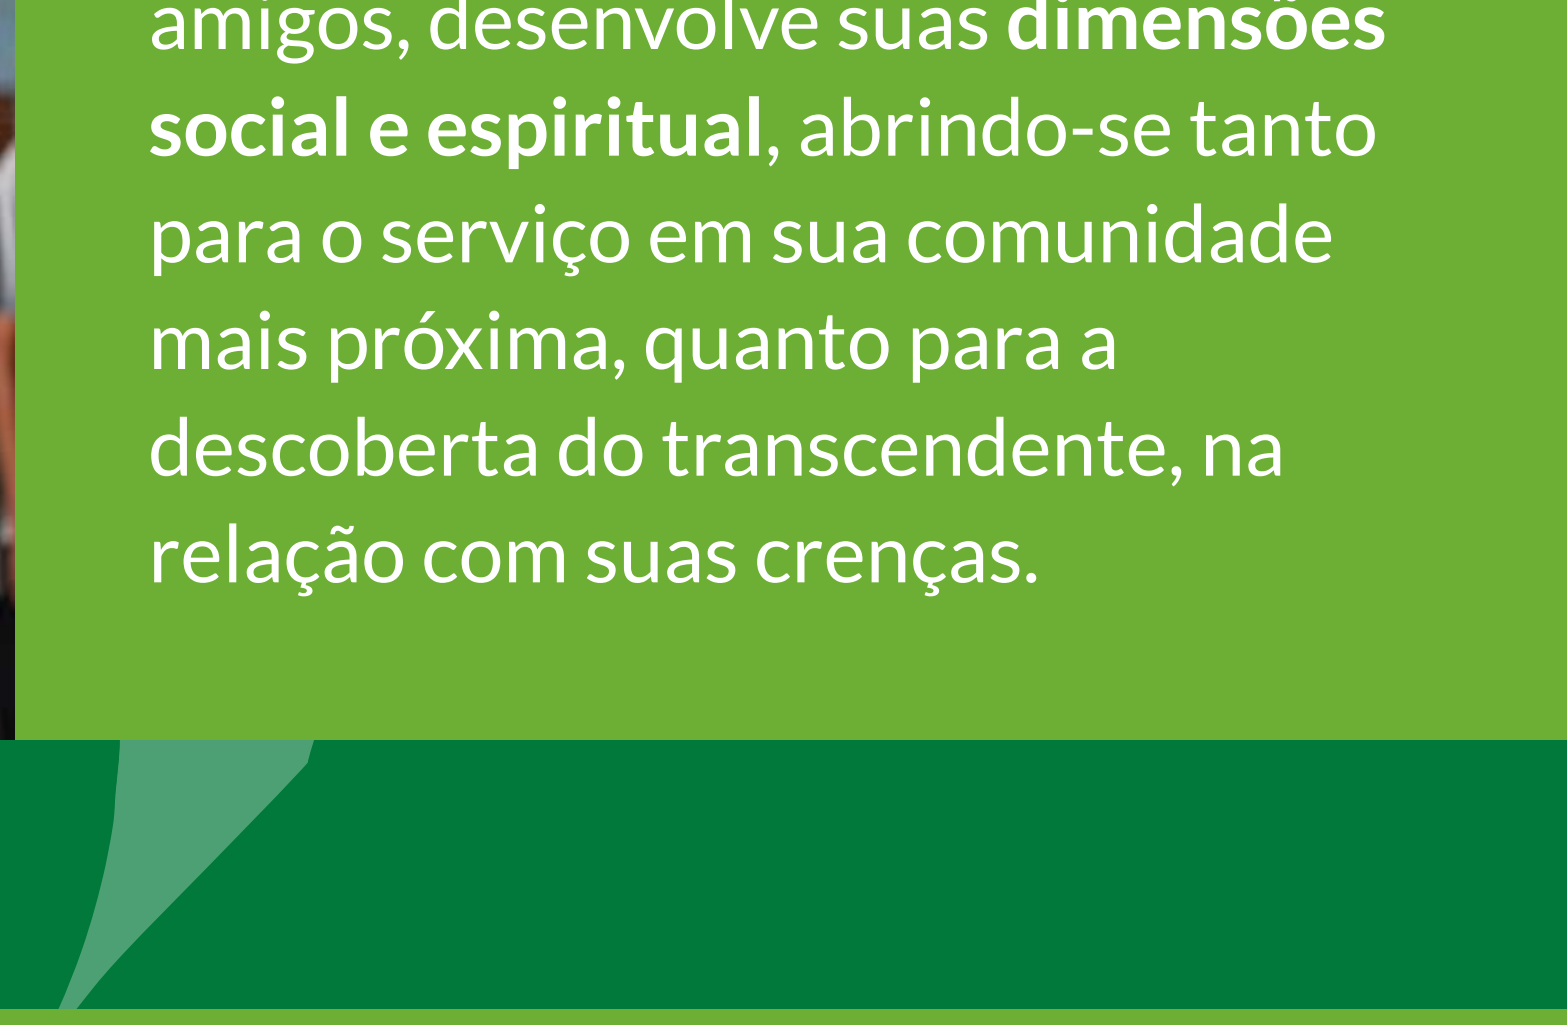 amigos, desenvolve suas dimensões
social e espiritual, abrindo-se tanto
para o serviço em sua comunidade
mais próxima, quanto para a
descoberta do transcendente, na
relação com suas crenças.